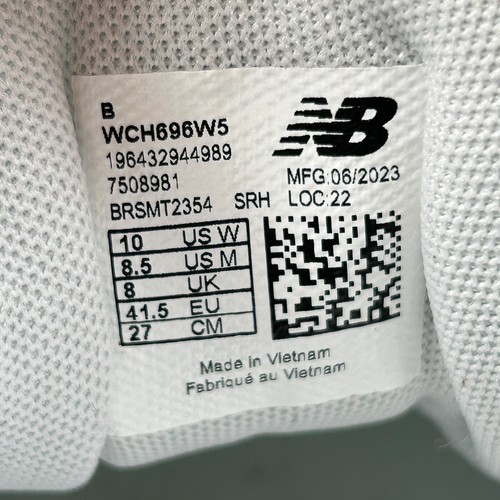 B
WCH696W5
196432944989
7508981
BRSMT2354 SRH
NB
MFG:06/2023
LOC:22
10 US W
8.5 US M
8 UK
41.5 EU
27 CM
Made in Vietnam
Fabriqué au Vietnam